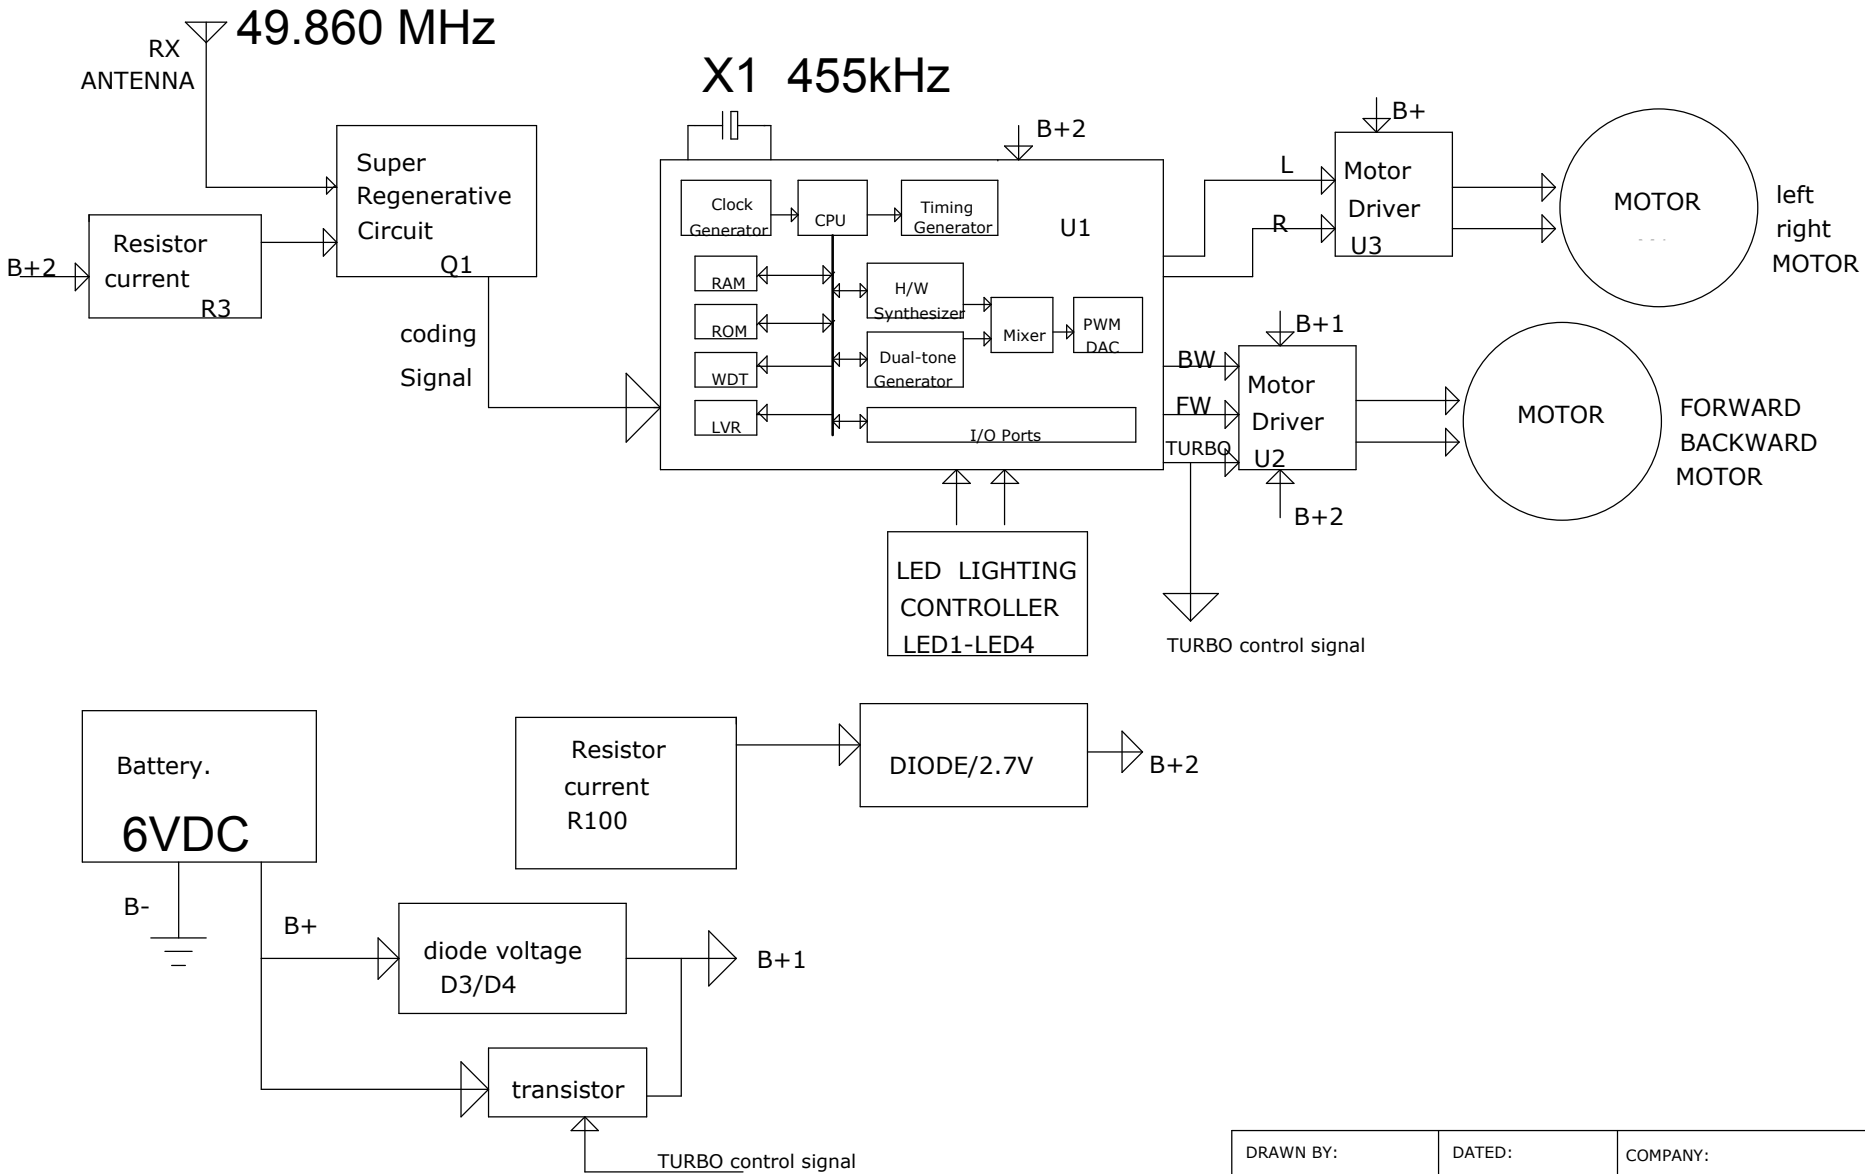 49.860 MHz
RX
ANTENNA
X1 455kHz
B+2
B+
Super
Regenerative
Circuit
Q1
Resistor
current
R3
B+2
coding
Signal
Clock
Generator
CPU
Timing
Generator
U1
RAM
ROM
WDT
LVR
H/W
Synthesizer
Dual-tone
Generator
Mixer
PWM
DAC
I/O Ports
L
R
Motor
Driver
U3
MOTOR
left
right
MOTOR
B+1
BW
FW
TURBO
Motor
Driver
U2
B+2
MOTOR
FORWARD
BACKWARD
MOTOR
LED LIGHTING
CONTROLLER
LED1-LED4
TURBO control signal
Battery.
6VDC
B-
B+
Resistor
current
R100
DIODE/2.7V
B+2
diode voltage
D3/D4
B+1
transistor
TURBO control signal
DRAWN BY:
DATED:
COMPANY: